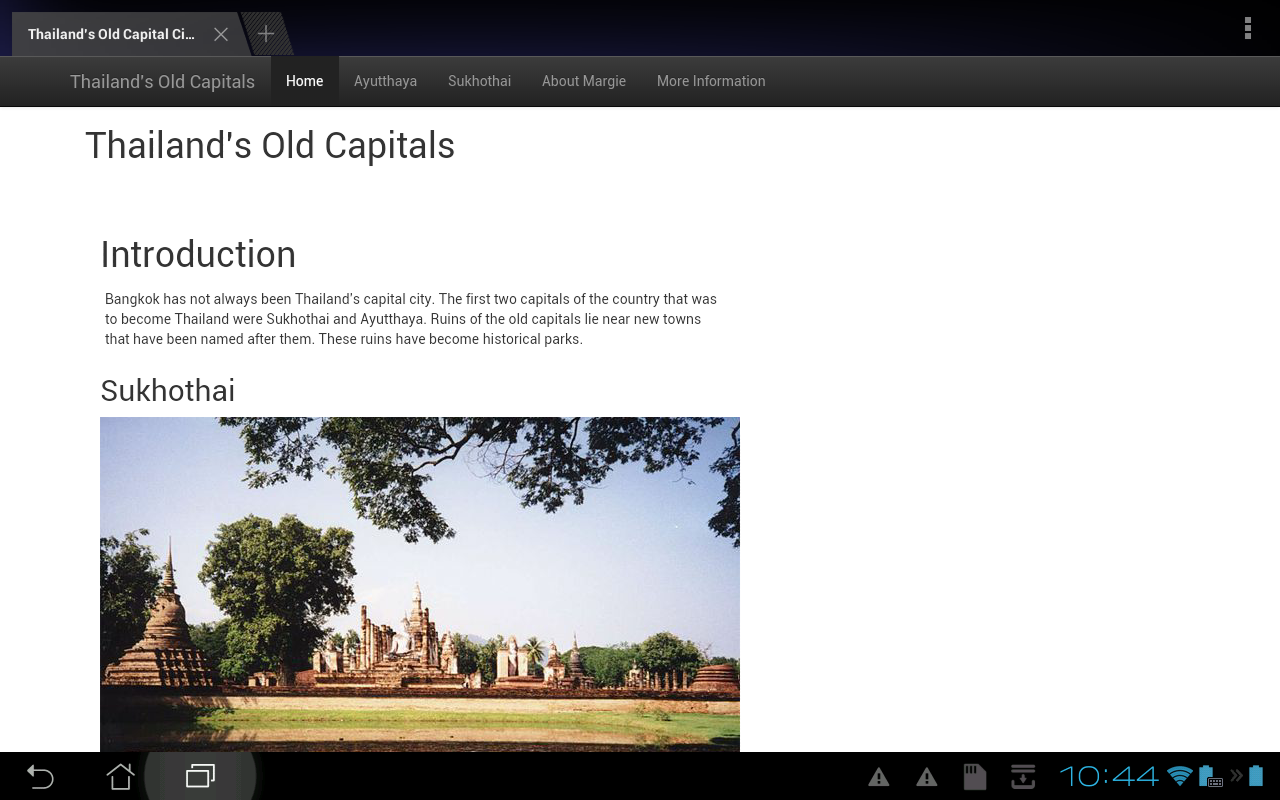 Thailand's Old Capital Ci...
Thailand's Old Capitals
Home
Ayutthaya
Sukhothai
About Margie
More Information
Thailand's Old Capitals
Introduction
Bangkok has not always been Thailand's capital city. The first two capitals of the country that was
to become Thailand were Sukhothai and Ayutthaya. Ruins of the old capitals lie near new towns
that have been named after them. These ruins have become historical parks.
Sukhothai
10:44